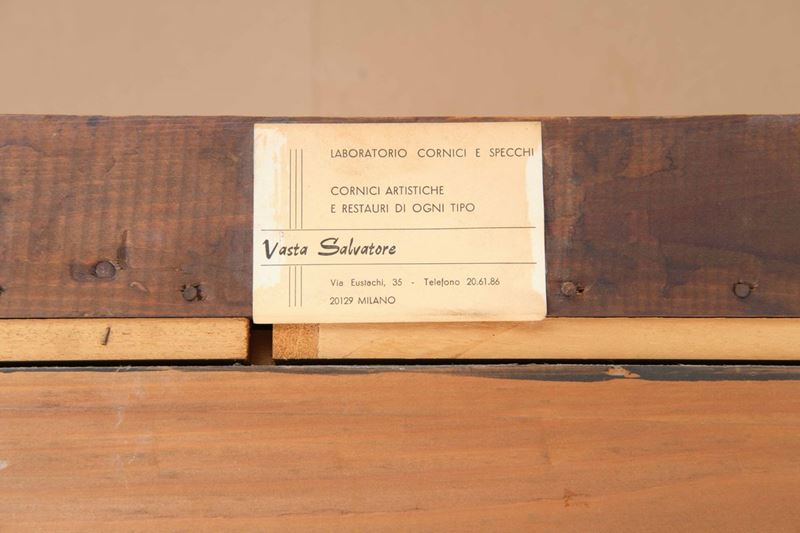 LABORATORIO CORNICI E SPECCHI
CORNICI ARTISTICHE
E RESTAURI DI OGNI TIPO
Vasta Salvatore
Via Eustachi, 35 - Telefono 20.61.86
20129 MILANO